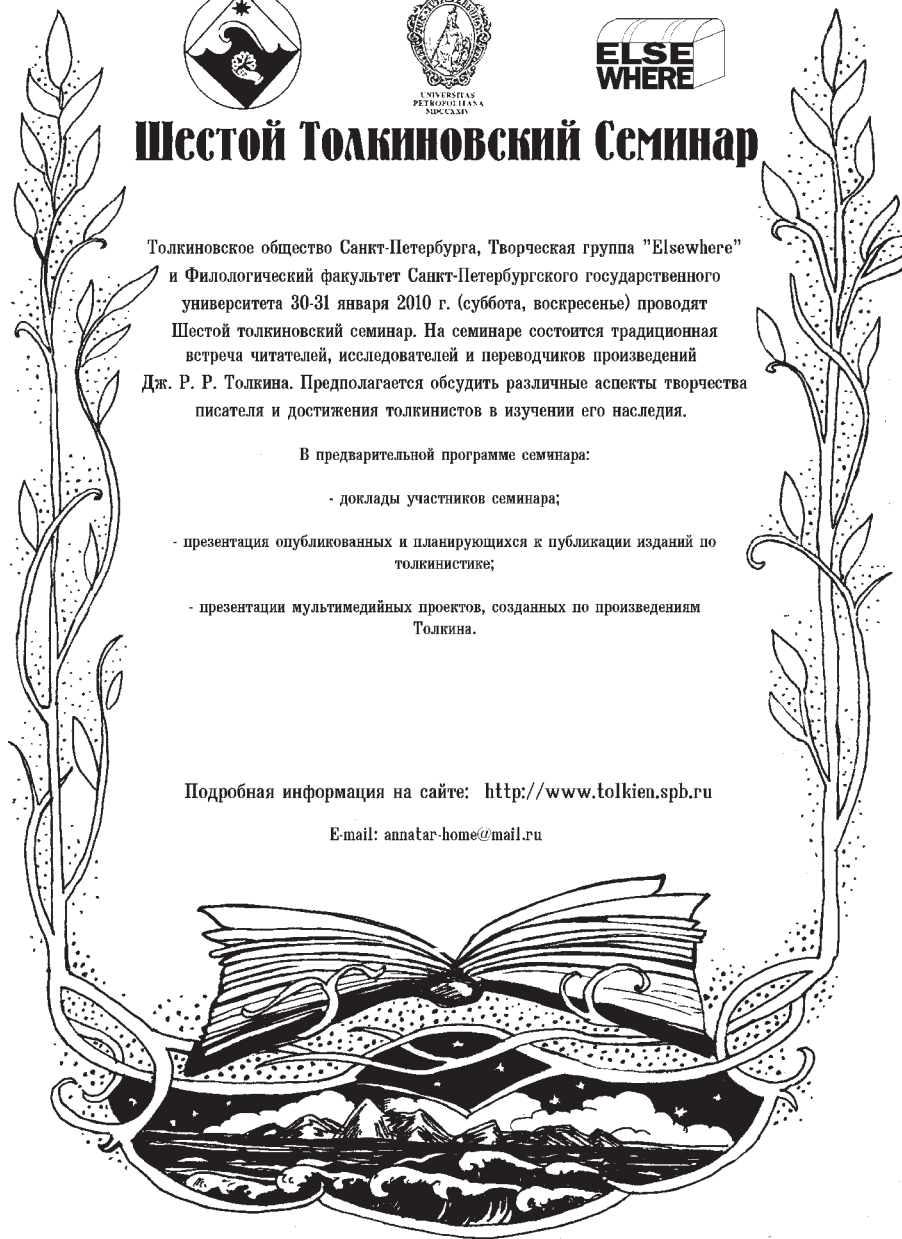 UNIVERSITAS
PETROPOLITANA
MDCCXXIV
ELSE
WHERE
Шестой Толкиновский Семинар
Толкиновское общество Санкт-Петербурга, Творческая группа "Elsewhere"
и Филологический факультет Санкт-Петербургского государственного
университета 30-31 января 2010 г. (суббота, воскресенье) проводят
Шестой толкиновский семинар. На семинаре состоится традиционная
встреча читателей, исследователей и переводчиков произведений
Дж. Р. Р. Толкина. Предполагается обсудить различные аспекты творчества
писателя и достижения толкинистов в изучении его наследия.
В предварительной программе семинара:
- доклады участников семинара;
- презентация опубликованных и планирующихся к публикации изданий по
толкинистике;
- презентации мультимедийных проектов, созданных по произведениям
Толкина.
Подробная информация на сайте: http://www.tolkien.spb.ru
E-mail: annatar-home@mail.ru